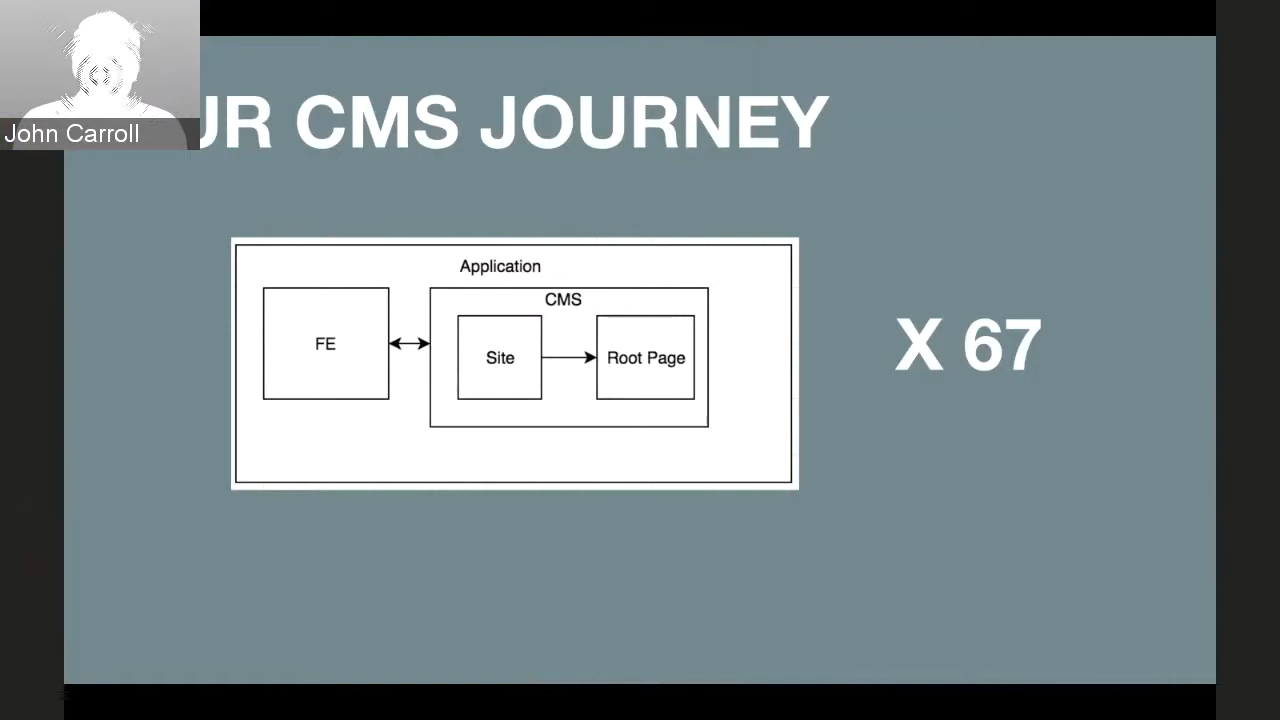 UR CMS JOURNEY
John Carroll
Application
CMS
FE
Site
Root Page
X 67